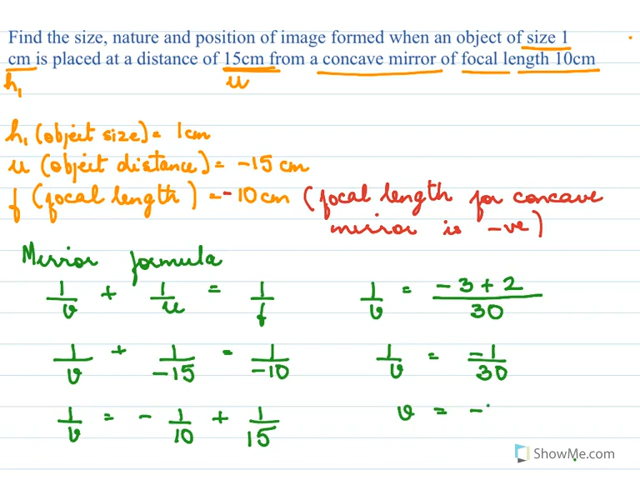 Find the size, nature and position of image formed when an object of size 1
cm is placed at a distance of 15cm from a concave mirror of focal length 10cm
h₁ u
h₁ (object size) = 1cm
u (object distance) = -15 cm
f (focal length) = -10cm (focal length for concave
mirror is -ve)
Mirror formula
1/v + 1/u = 1/f
1/v + 1/-15 = 1/-10
1/v = - 1/10 + 1/15
1/v = -3+2/30
1/v = -1/30
v = -
ShowMe.com